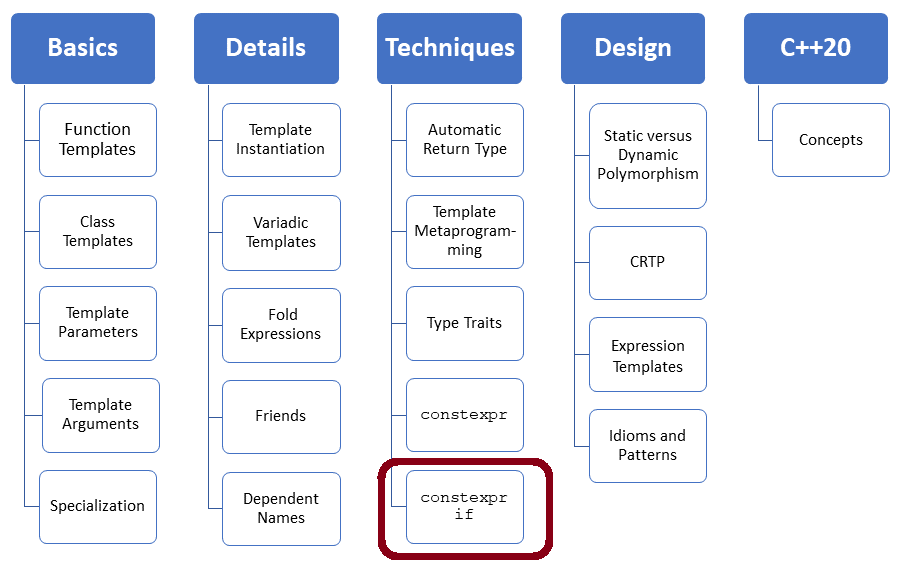 Basics
Function
Templates
Class
Templates
Template
Parameters
Template
Arguments
Specialization
Details
Template
Instantiation
Variadic
Templates
Fold
Expressions
Friends
Dependent
Names
Techniques
Automatic
Return Type
Template
Metaprogram-
ming
Type Traits
constexpr
constexpr
if
Design
Static versus
Dynamic
Polymorphism
CRTP
Expression
Templates
Idioms and
Patterns
C++20
Concepts